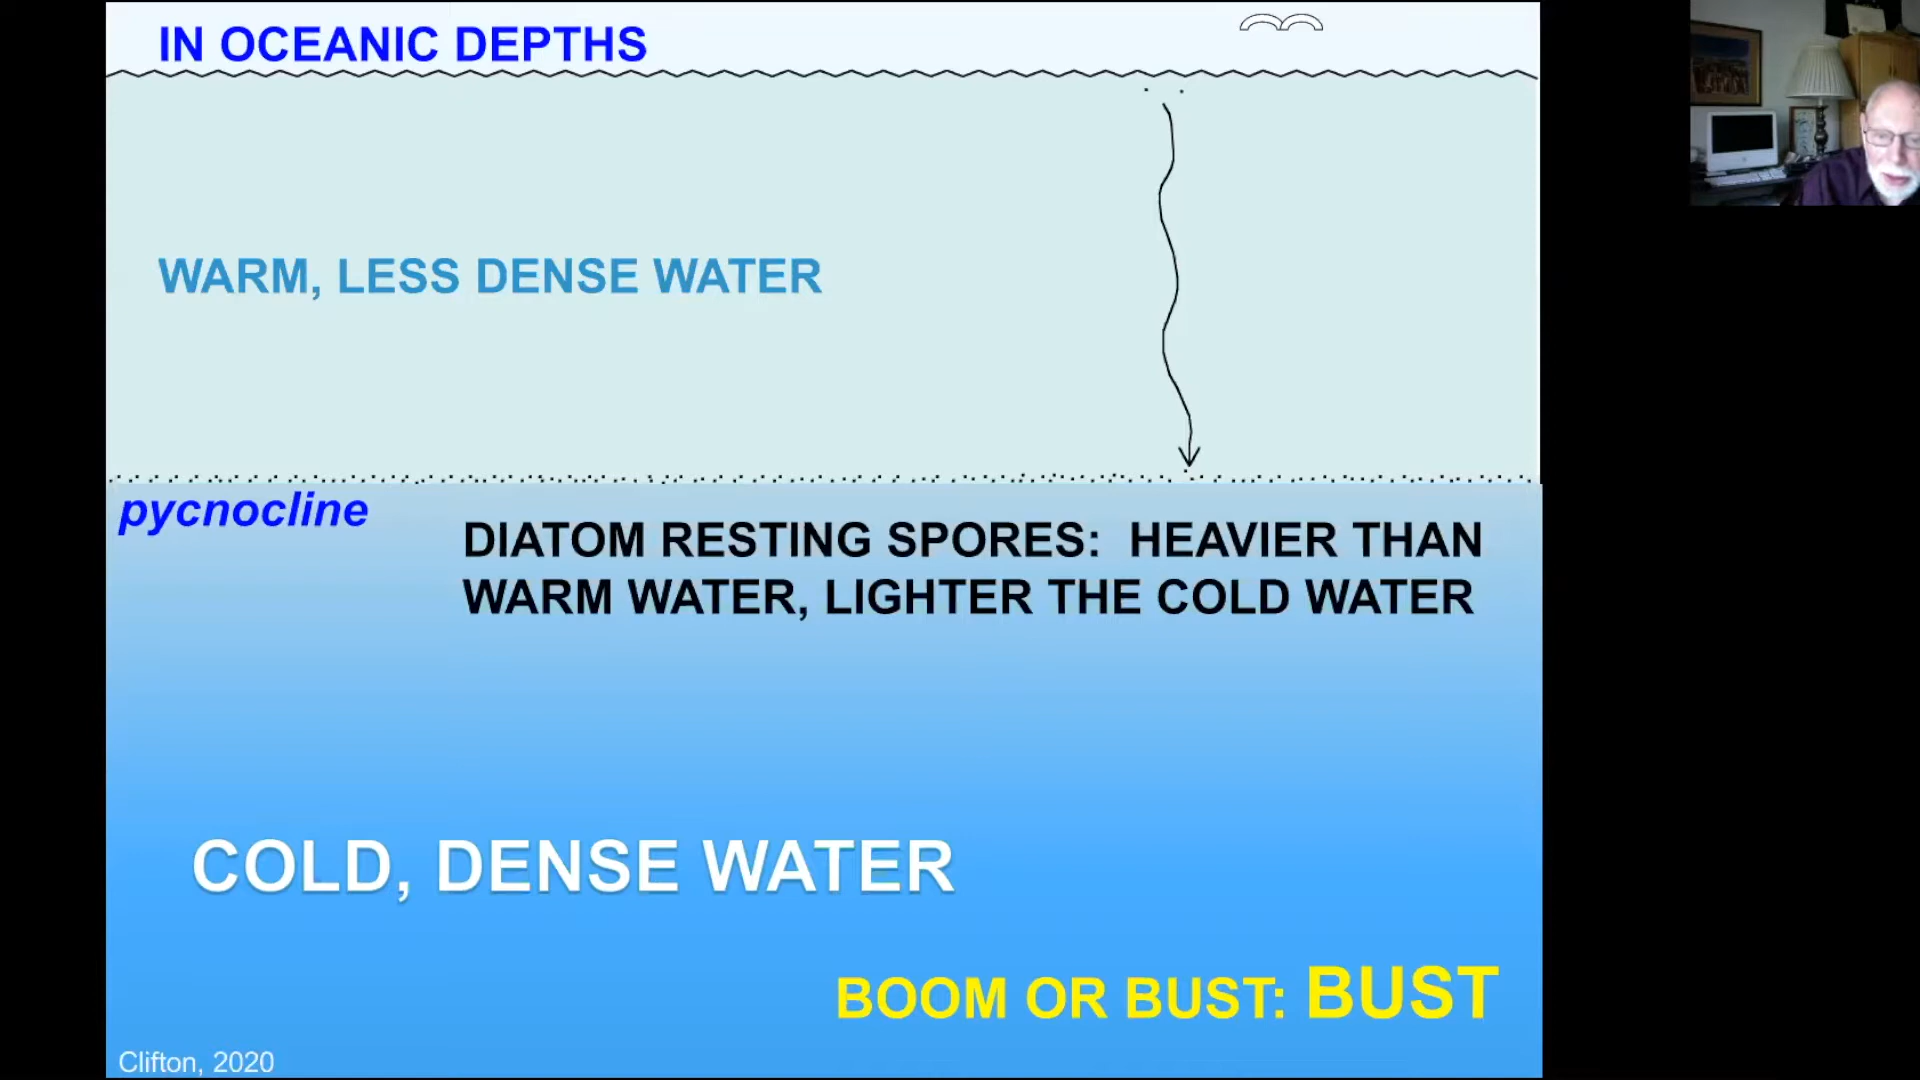 IN OCEANIC DEPTHS
WARM, LESS DENSE WATER
pycnocline
DIATOM RESTING SPORES: HEAVIER THAN
WARM WATER, LIGHTER THE COLD WATER
COLD, DENSE WATER
BOOM OR BUST: BUST
Clifton, 2020